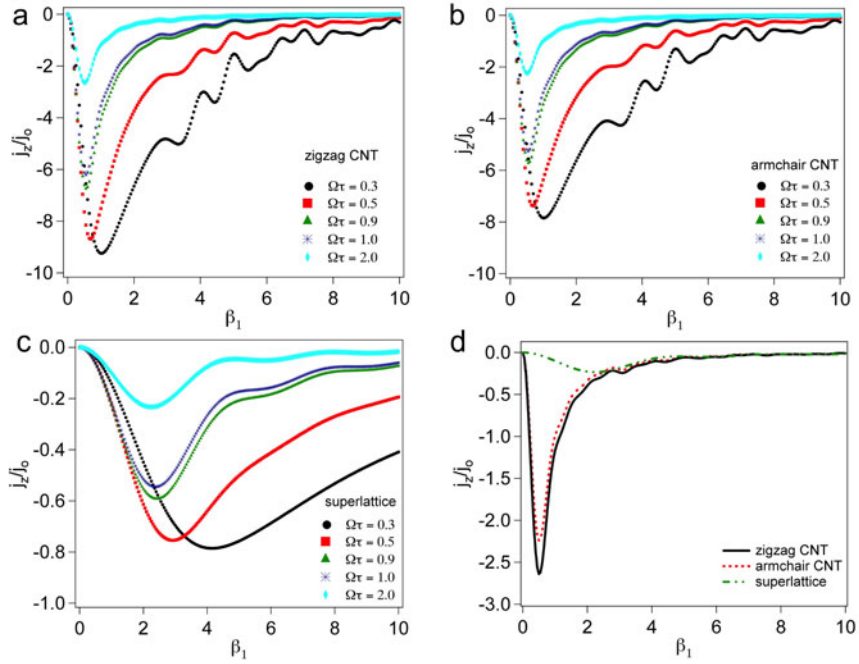 a
0
-2
-4
-6
-8
-10
j_z/j_o
zigzag CNT
Ωτ = 0.3
Ωτ = 0.5
Ωτ = 0.9
Ωτ = 1.0
Ωτ = 2.0
0 2 4 6 8 10
β₁
b
0
-2
-4
-6
-8
-10
j_z/j_o
armchair CNT
Ωτ = 0.3
Ωτ = 0.5
Ωτ = 0.9
Ωτ = 1.0
Ωτ = 2.0
0 2 4 6 8 10
β₁
c
0.0
-0.2
-0.4
-0.6
-0.8
-1.0
j_z/j_o
superlattice
Ωτ = 0.3
Ωτ = 0.5
Ωτ = 0.9
Ωτ = 1.0
Ωτ = 2.0
0 2 4 6 8 10
β₁
d
0.0
-0.5
-1.0
-1.5
-2.0
-2.5
-3.0
j_z/j_o
zigzag CNT
armchair CNT
superlattice
0 2 4 6 8 10
β₁